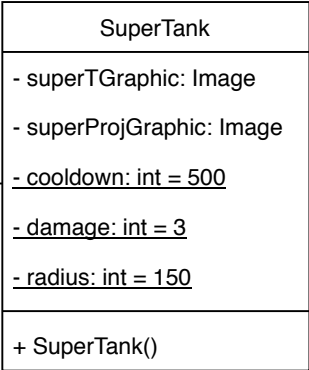 SuperTank
- superTGraphic: Image
- superProjGraphic: Image
- cooldown: int = 500
- damage: int = 3
- radius: int = 150
+ SuperTank()